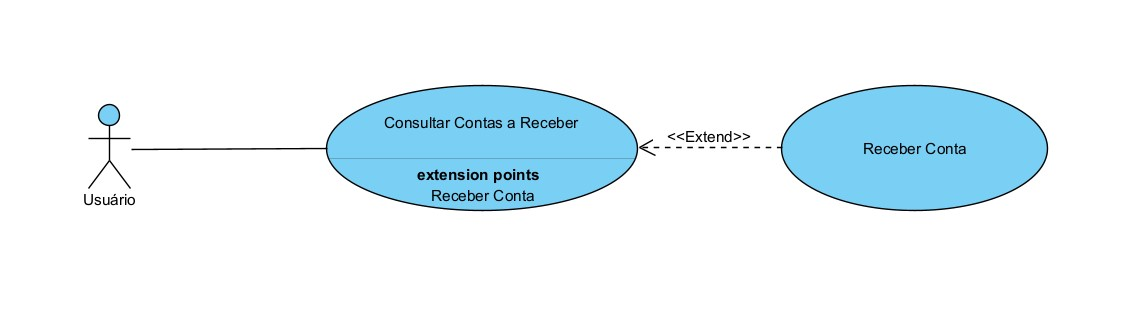 Consultar Contas a Receber
<<Extend>>
Receber Conta
extension points
Receber Conta
Usuário